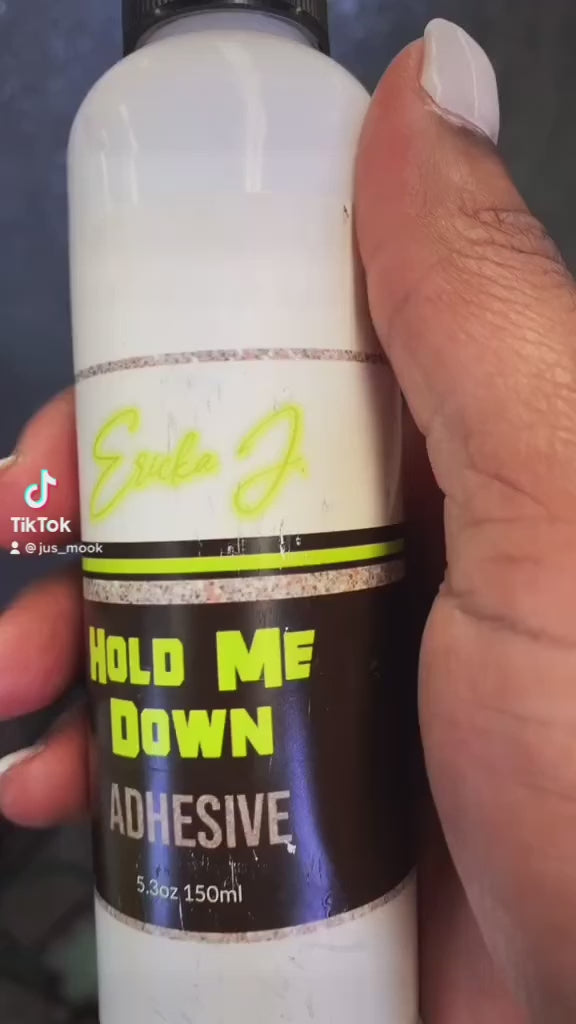 Ericka J.
TikTok
@jus_mook
HOLD ME
DOWN
ADHESIVE
5.3oz 150ml